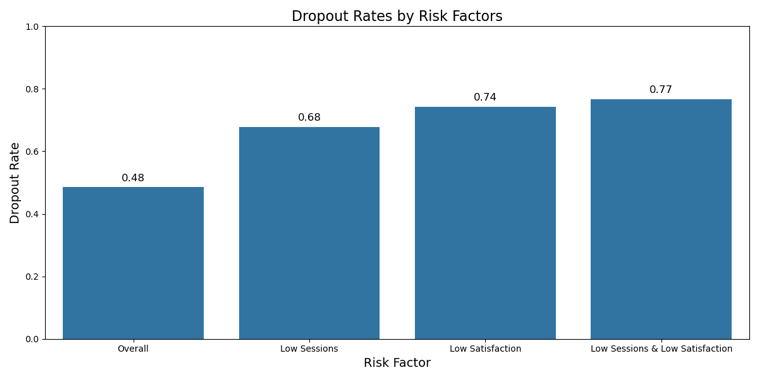 Dropout Rates by Risk Factors
1.0
0.8
0.6
0.4
0.2
0.0
Dropout Rate
0.48
0.68
0.74
0.77
Overall
Low Sessions
Low Satisfaction
Low Sessions & Low Satisfaction
Risk Factor